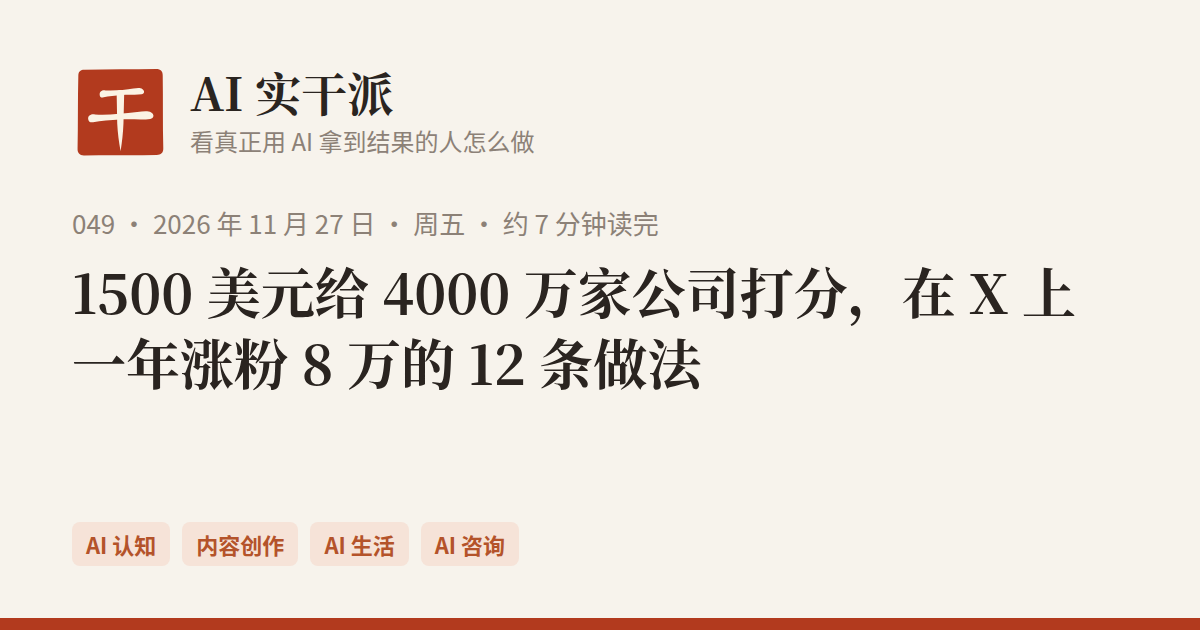 干
AI 实干派
看真正用 AI 拿到结果的人怎么做
049 · 2026 年 11 月 27 日 · 周五 · 约 7 分钟读完
1500 美元给 4000 万家公司打分，在 X 上
一年涨粉 8 万的 12 条做法
AI 认知
内容创作
AI 生活
AI 咨询